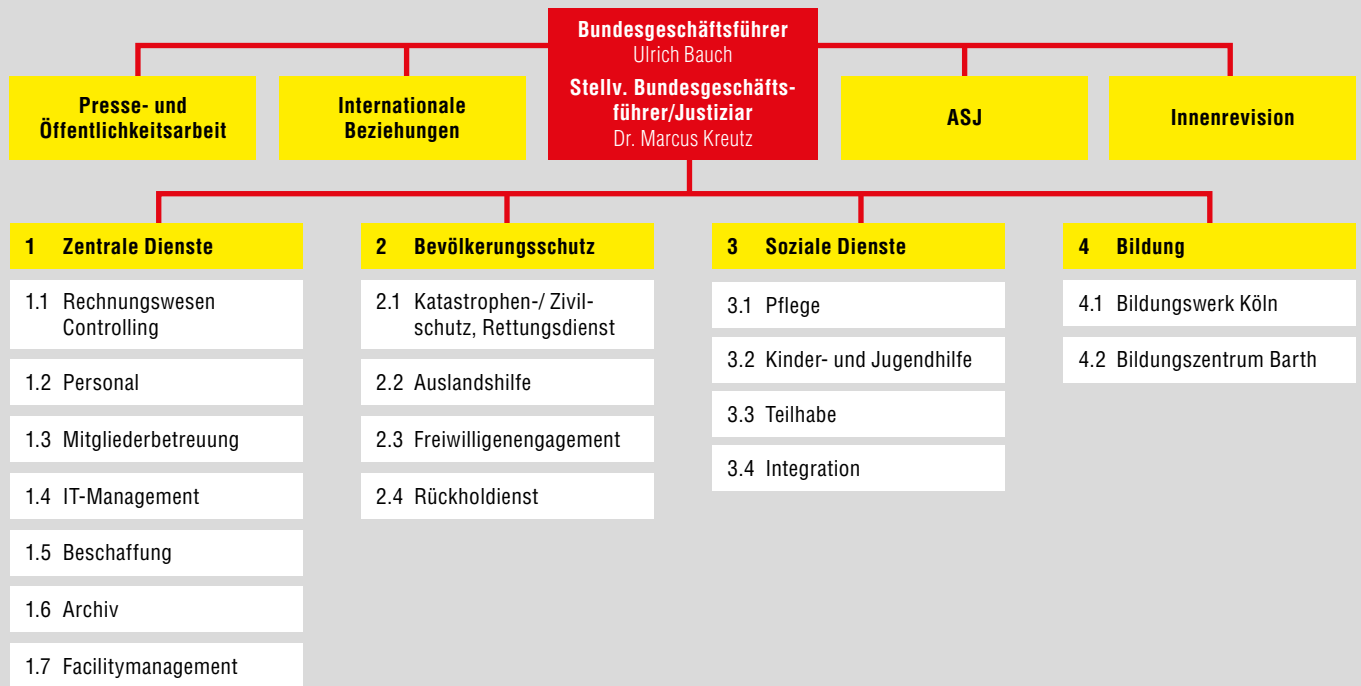 Bundesgeschäftsführer
Ulrich Bauch
Stellv. Bundesgeschäfts-
führer/Justiziar
Dr. Marcus Kreutz
Presse- und
Öffentlichkeitsarbeit
Internationale
Beziehungen
ASJ
Innenrevision
1 Zentrale Dienste
1.1 Rechnungswesen
Controlling
1.2 Personal
1.3 Mitgliederbetreuung
1.4 IT-Management
1.5 Beschaffung
1.6 Archiv
1.7 Facilitymanagement
2 Bevölkerungsschutz
2.1 Katastrophen-/ Zivil-
schutz, Rettungsdienst
2.2 Auslandshilfe
2.3 Freiwilligenengagement
2.4 Rückholdienst
3 Soziale Dienste
3.1 Pflege
3.2 Kinder- und Jugendhilfe
3.3 Teilhabe
3.4 Integration
4 Bildung
4.1 Bildungswerk Köln
4.2 Bildungszentrum Barth